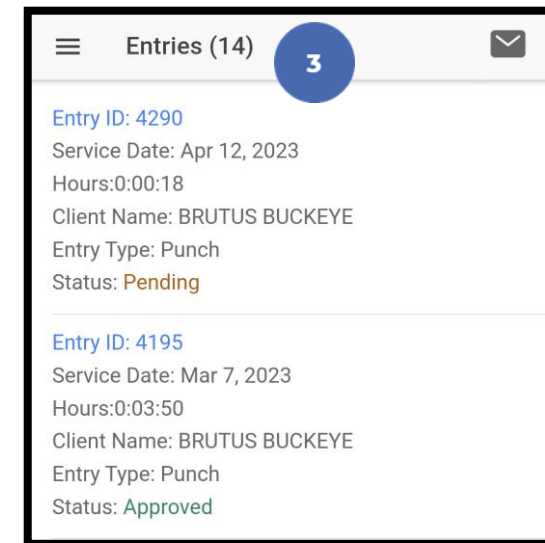 Entries (14)
3
Entry ID: 4290
Service Date: Apr 12, 2023
Hours:0:00:18
Client Name: BRUTUS BUCKEYE
Entry Type: Punch
Status: Pending
Entry ID: 4195
Service Date: Mar 7, 2023
Hours:0:03:50
Client Name: BRUTUS BUCKEYE
Entry Type: Punch
Status: Approved